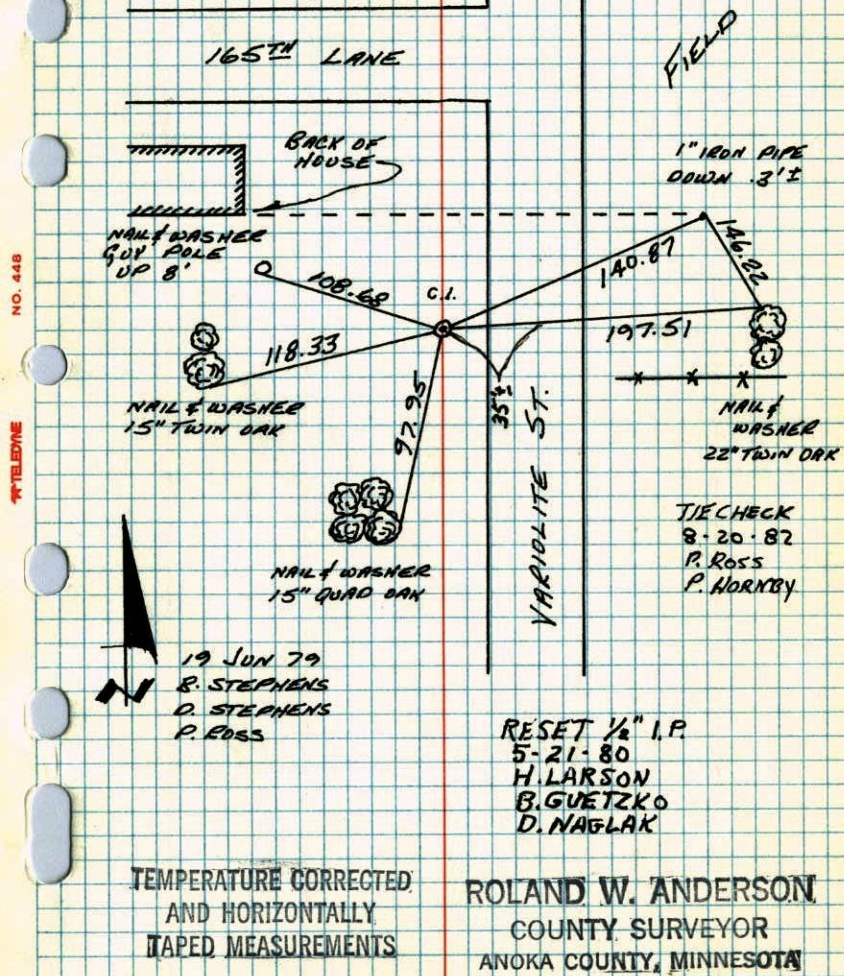 165TH LANE
FIELD
BACK OF
HOUSE
1" IRON PIPE
DOWN .3'±
NAIL & WASHER
GUY POLE
UP 8'
108.68
C.I.
140.87
146.22
118.33
197.51
NAIL & WASHER
15" TWIN OAK
97.95
35'±
VARIOLITE ST.
NAIL &
WASHER
22" TWIN OAK
NO. 448
TELEDYNE
TIE CHECK
8-20-82
P. ROSS
P. HORNBY
NAIL & WASHER
15" QUAD OAK
N
19 JUN 79
B. STEPHENS
D. STEPHENS
P. ROSS
RESET 1/2" I.P.
5-21-80
H. LARSON
B. GUETZKO
D. NAGLAK
TEMPERATURE CORRECTED
AND HORIZONTALLY
TAPED MEASUREMENTS
ROLAND W. ANDERSON
COUNTY SURVEYOR
ANOKA COUNTY, MINNESOTA